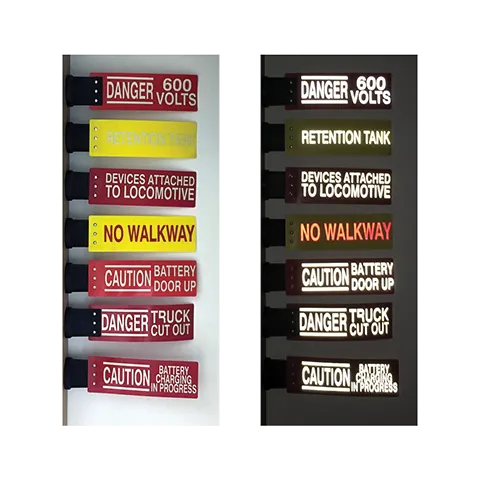 DANGER 600
VOLTS
RETENTION TANK
DEVICES ATTACHED
TO LOCOMOTIVE
NO WALKWAY
CAUTION BATTERY
DOOR UP
DANGER TRUCK
CUT OUT
CAUTION BATTERY
CHARGING
IN PROGRESS
DANGER 600
VOLTS
RETENTION TANK
DEVICES ATTACHED
TO LOCOMOTIVE
NO WALKWAY
CAUTION BATTERY
DOOR UP
DANGER TRUCK
CUT OUT
CAUTION BATTERY
CHARGING
IN PROGRESS